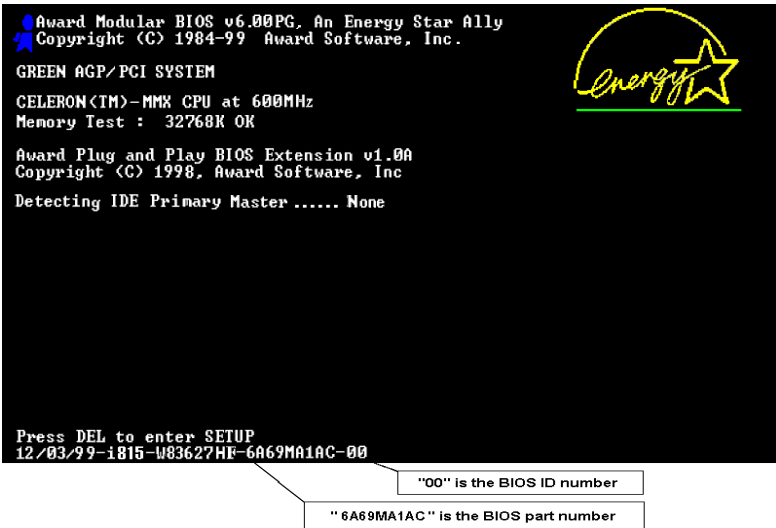 Award Modular BIOS v6.00PG, An Energy Star Ally
Copyright (C) 1984-99 Award Software, Inc.
energy
GREEN AGP/PCI SYSTEM
CELERON(TM)-MMX CPU at 600MHz
Memory Test : 32768K OK
Award Plug and Play BIOS Extension v1.0A
Copyright (C) 1998, Award Software, Inc
Detecting IDE Primary Master ...... None
Press DEL to enter SETUP
12/03/99-i815-W83627HF-6A69MA1AC-00
"00" is the BIOS ID number
"6A69MA1AC" is the BIOS part number